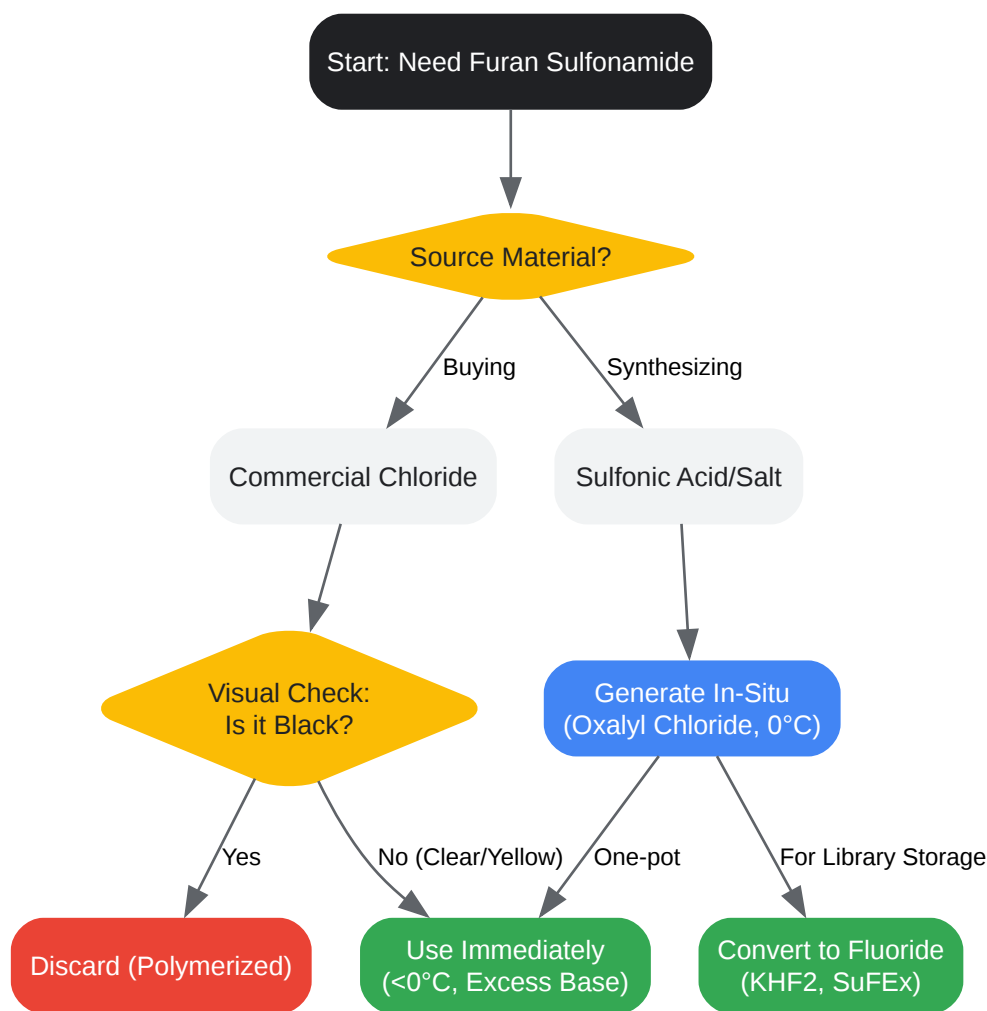 Start: Need Furan Sulfonamide
Source Material?
Buying
Synthesizing
Commercial Chloride
Sulfonic Acid/Salt
Visual Check:
Is it Black?
Generate In-Situ
(Oxalyl Chloride, 0°C)
Yes
No (Clear/Yellow)
One-pot
For Library Storage
Discard (Polymerized)
Use Immediately
(<0°C, Excess Base)
Convert to Fluoride
(KHF2, SuFEx)